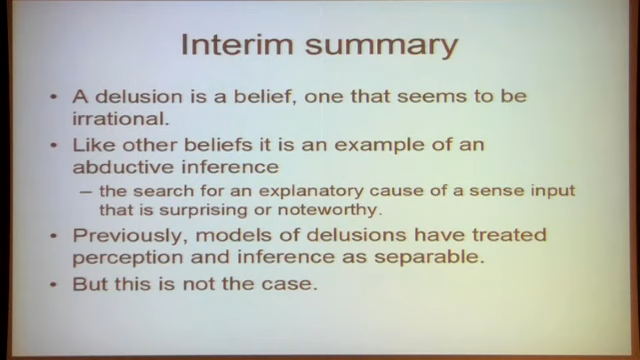 Interim summary
• A delusion is a belief, one that seems to be
irrational.
• Like other beliefs it is an example of an
abductive inference
– the search for an explanatory cause of a sense input
that is surprising or noteworthy.
• Previously, models of delusions have treated
perception and inference as separable.
• But this is not the case.